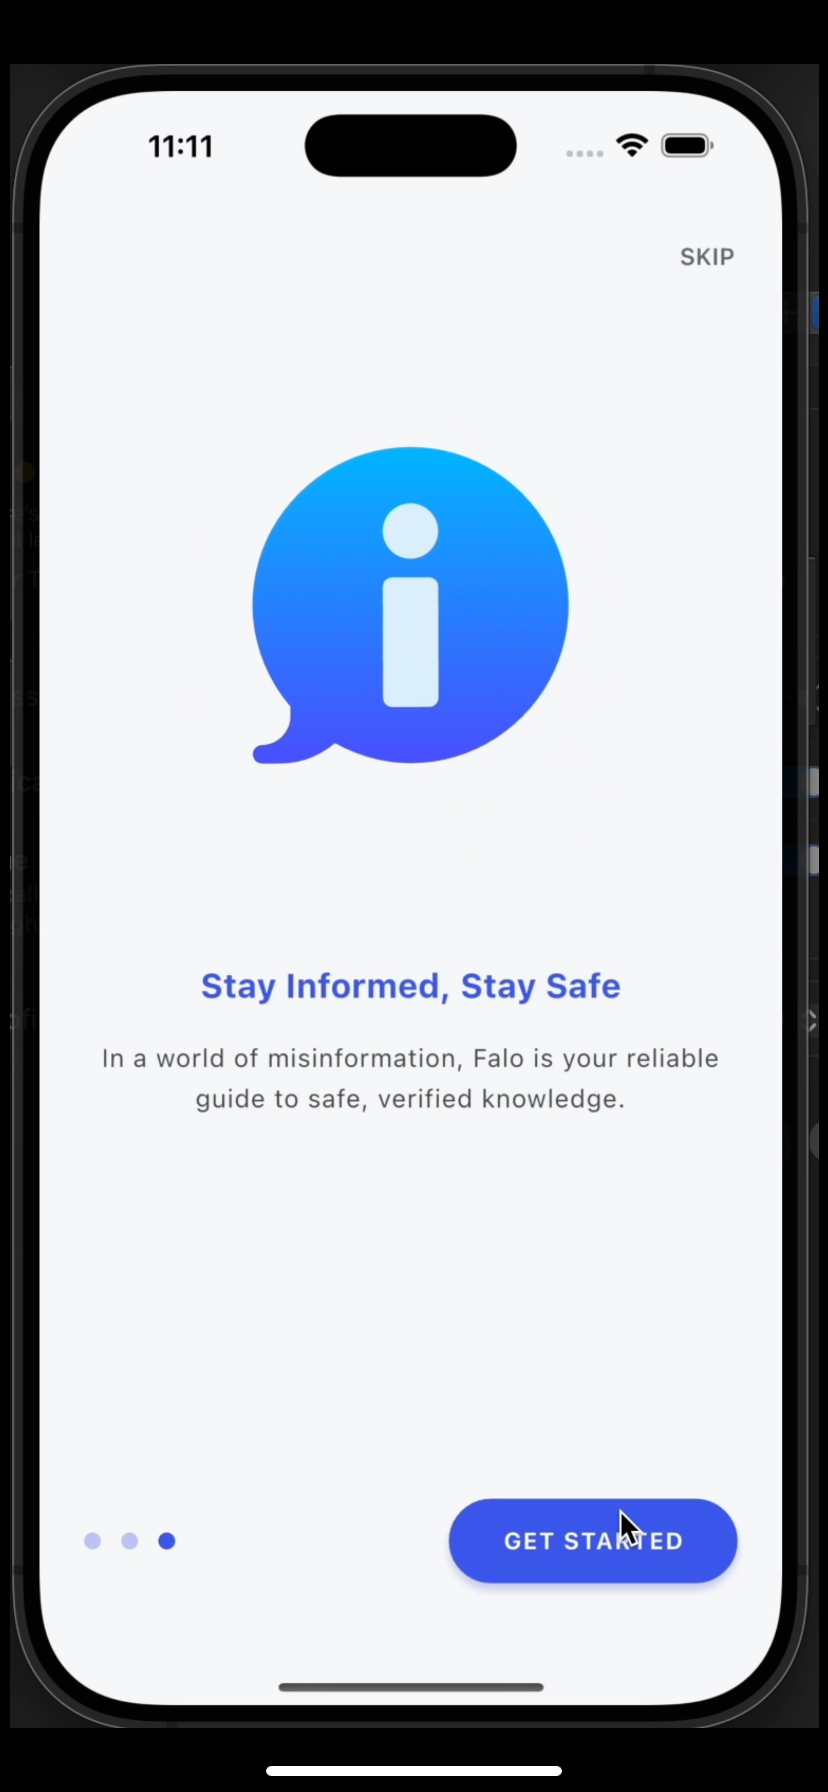 11:11
SKIP
Stay Informed, Stay Safe
In a world of misinformation, Falo is your reliable
guide to safe, verified knowledge.
GET STARTED